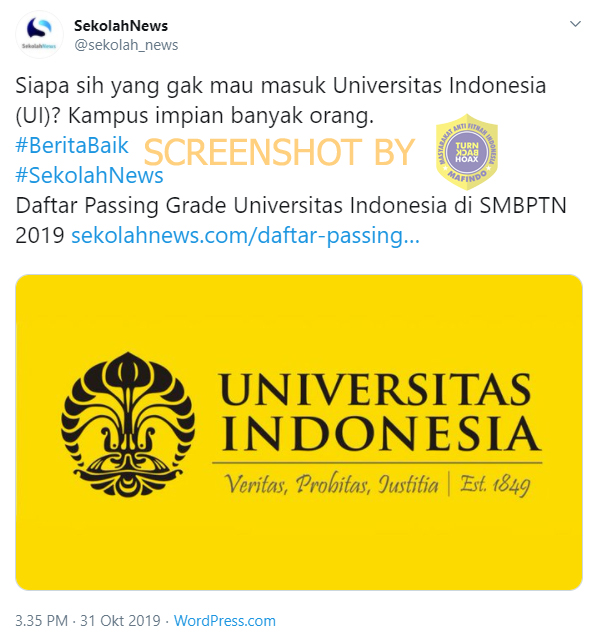 SekolahNews
@sekolah_news
SekolahNews
Siapa sih yang gak mau masuk Universitas Indonesia
(UI)? Kampus impian banyak orang.
#BeritaBaik
SCREENSHOT BY
MASYARAKAT ANTI FITNAH INDONESIA
TURN
BACK
HOAX
MAFINDO
#SekolahNews
Daftar Passing Grade Universitas Indonesia di SMBPTN
2019 sekolahnews.com/daftar-passing...
UNIVERSITAS
INDONESIA
Veritas, Probitas, Justitia | Est. 1849
3.35 PM · 31 Okt 2019 · WordPress.com